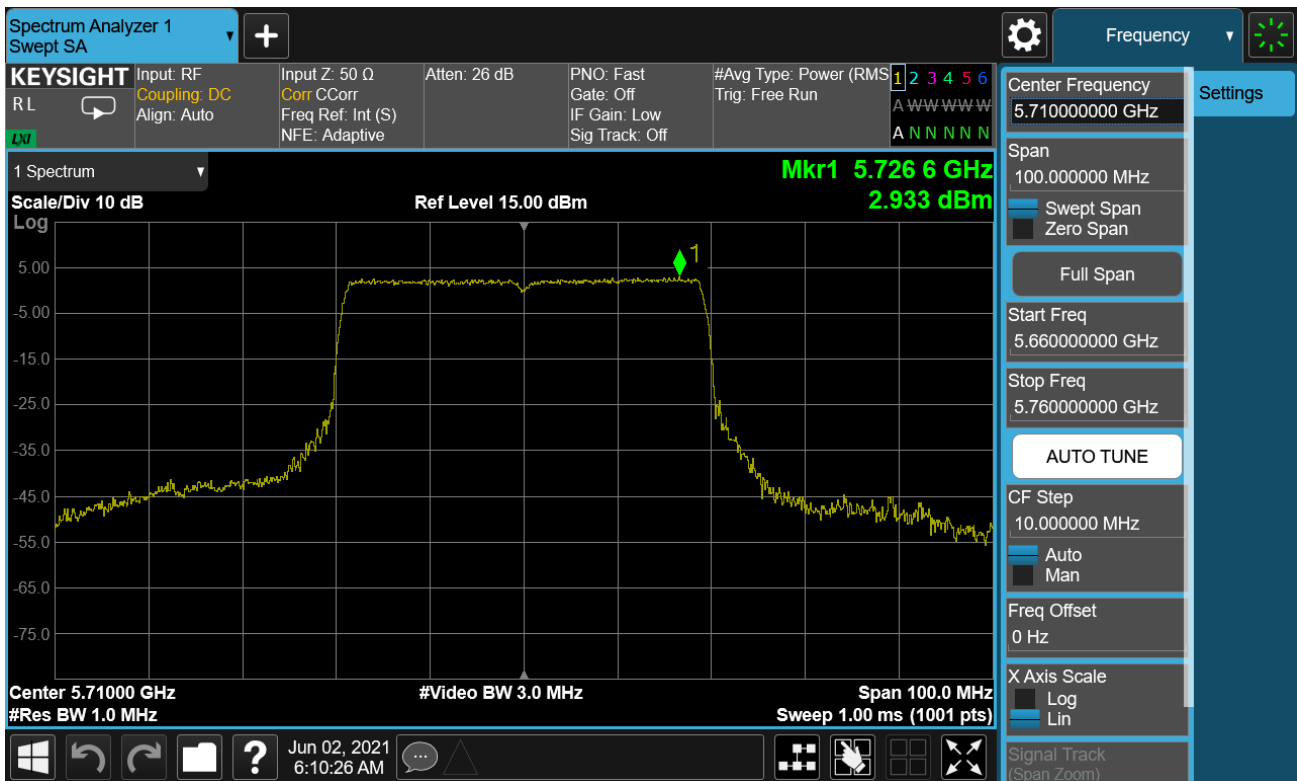 Spectrum Analyzer 1
Swept SA
Frequency
KEYSIGHT
R L
LXI
Input: RF
Coupling: DC
Align: Auto
Input Z: 50 Ω
Corr CCorr
Freq Ref: Int (S)
NFE: Adaptive
Atten: 26 dB
PNO: Fast
Gate: Off
IF Gain: Low
Sig Track: Off
#Avg Type: Power (RMS
Trig: Free Run
1 2 3 4 5 6
A W W W W W
A N N N N N
Center Frequency
5.710000000 GHz
Settings
Span
100.000000 MHz
Swept Span
Zero Span
Full Span
Start Freq
5.660000000 GHz
Stop Freq
5.760000000 GHz
AUTO TUNE
CF Step
10.000000 MHz
Auto
Man
Freq Offset
0 Hz
X Axis Scale
Log
Lin
Signal Track
(Span Zoom)
1 Spectrum
Mkr1 5.726 6 GHz
2.933 dBm
Scale/Div 10 dB
Ref Level 15.00 dBm
Log
1
5.00
-5.00
-15.0
-25.0
-35.0
-45.0
-55.0
-65.0
-75.0
Center 5.71000 GHz
#Video BW 3.0 MHz
Span 100.0 MHz
#Res BW 1.0 MHz
Sweep 1.00 ms (1001 pts)
?
Jun 02, 2021
6:10:26 AM